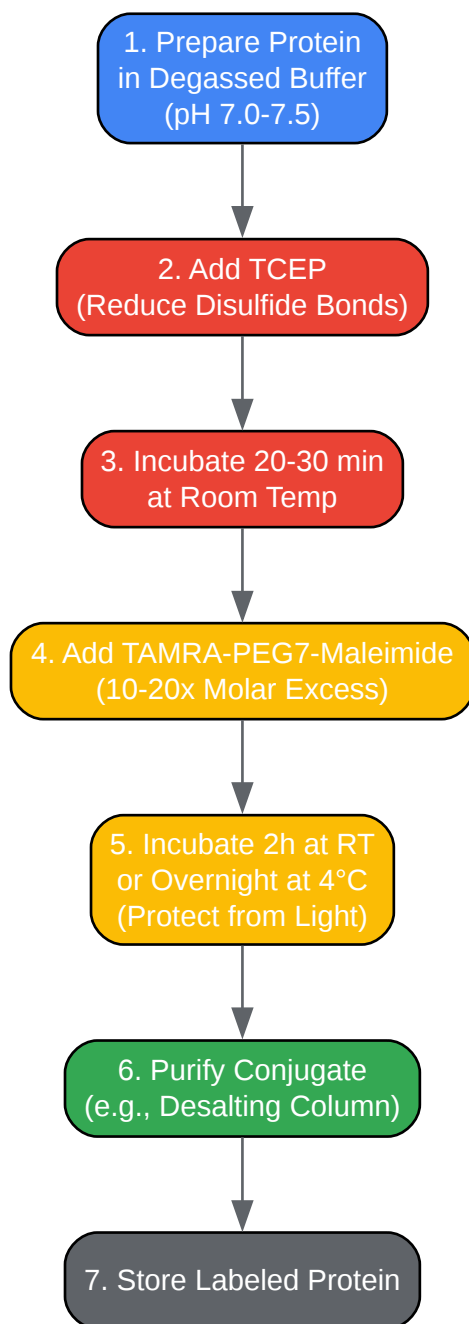 1. Prepare Protein
in Degassed Buffer
(pH 7.0-7.5)
2. Add TCEP
(Reduce Disulfide Bonds)
3. Incubate 20-30 min
at Room Temp
4. Add TAMRA-PEG7-Maleimide
(10-20x Molar Excess)
5. Incubate 2h at RT
or Overnight at 4°C
(Protect from Light)
6. Purify Conjugate
(e.g., Desalting Column)
7. Store Labeled Protein